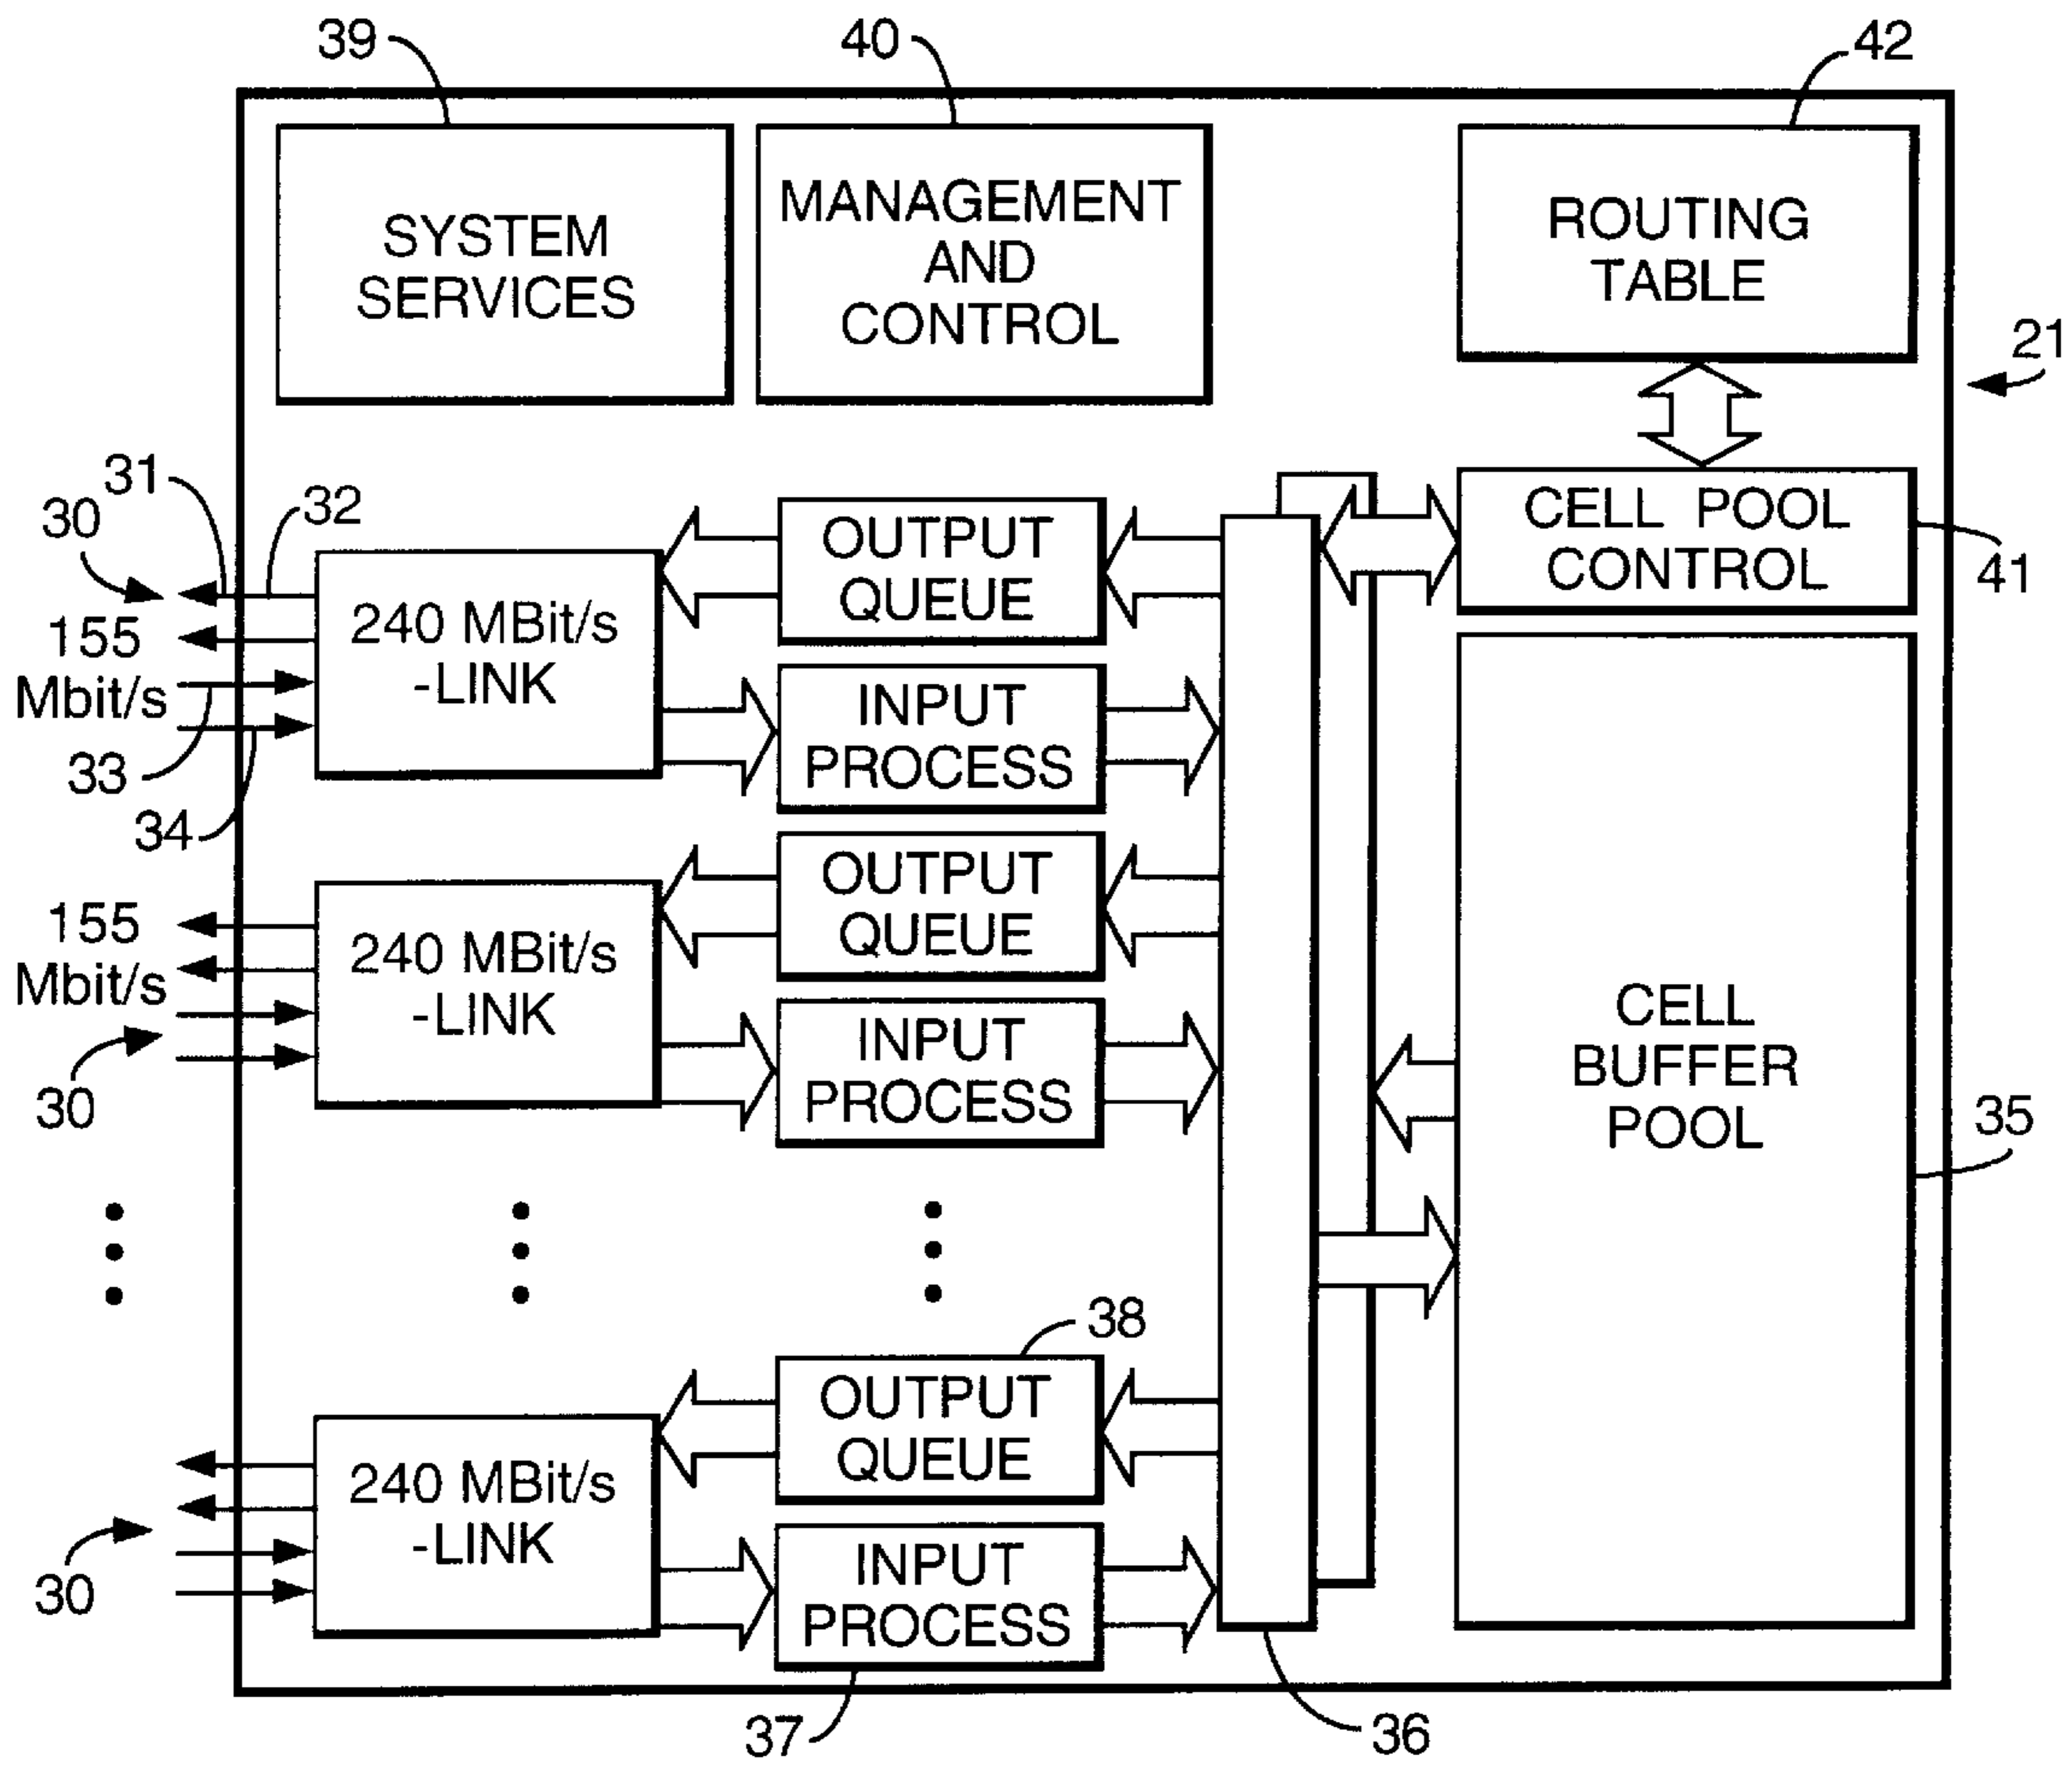 39
40
42
SYSTEM
SERVICES
MANAGEMENT
AND
CONTROL
ROUTING
TABLE
21
31
32
30
155
Mbit/s
33
34
240 MBit/s
-LINK
OUTPUT
QUEUE
INPUT
PROCESS
CELL POOL
CONTROL
41
155
Mbit/s
30
240 MBit/s
-LINK
OUTPUT
QUEUE
INPUT
PROCESS
CELL
BUFFER
POOL
35
38
30
240 MBit/s
-LINK
OUTPUT
QUEUE
INPUT
PROCESS
37
36